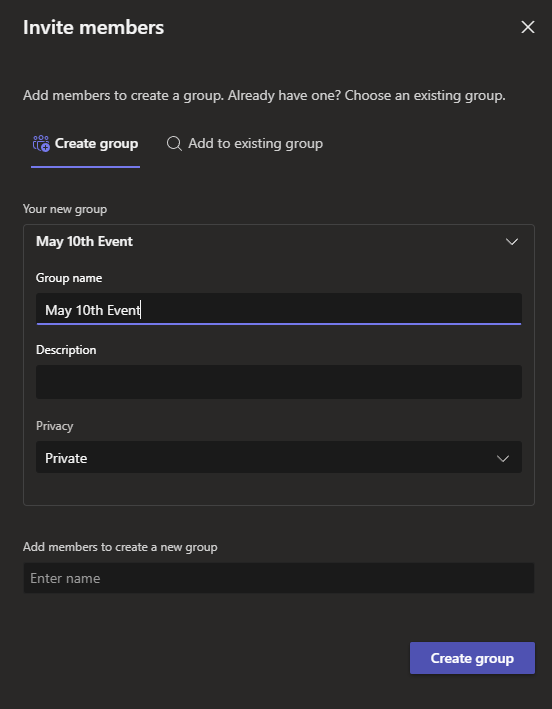 Invite members
Add members to create a group. Already have one? Choose an existing group.
Create group
Add to existing group
Your new group
May 10th Event
Group name
May 10th Event
Description
Privacy
Private
Add members to create a new group
Enter name
Create group